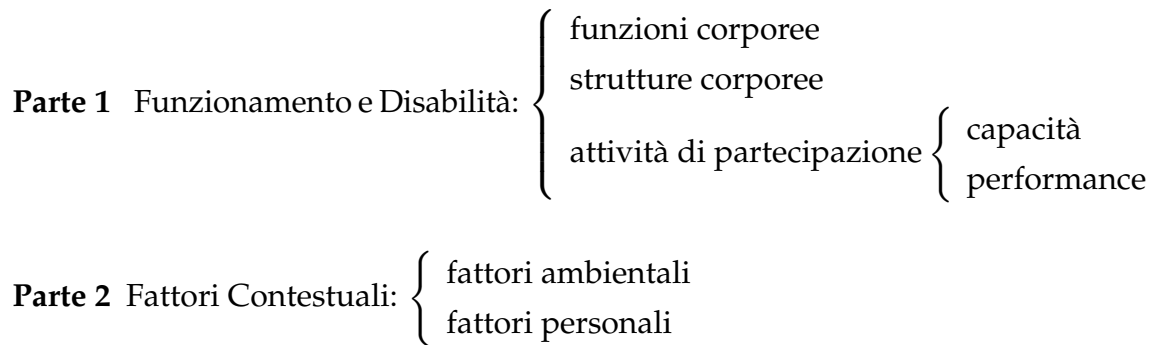 funzioni corporee
strutture corporee
Parte 1 Funzionamento e Disabilità:
attività di partecipazione
capacità
performance
Parte 2 Fattori Contestuali:
fattori ambientali
fattori personali